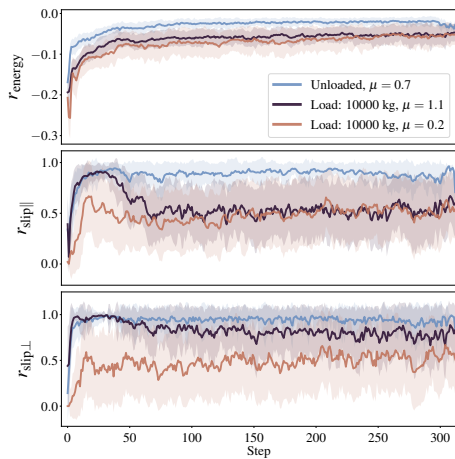 0.0
−0.1
−0.2
−0.3
r_energy
Unloaded, μ = 0.7
Load: 10000 kg, μ = 1.1
Load: 10000 kg, μ = 0.2
1.0
0.5
0.0
r_slip∥
1.0
0.5
0.0
r_slip⊥
0 50 100 150 200 250 300
Step